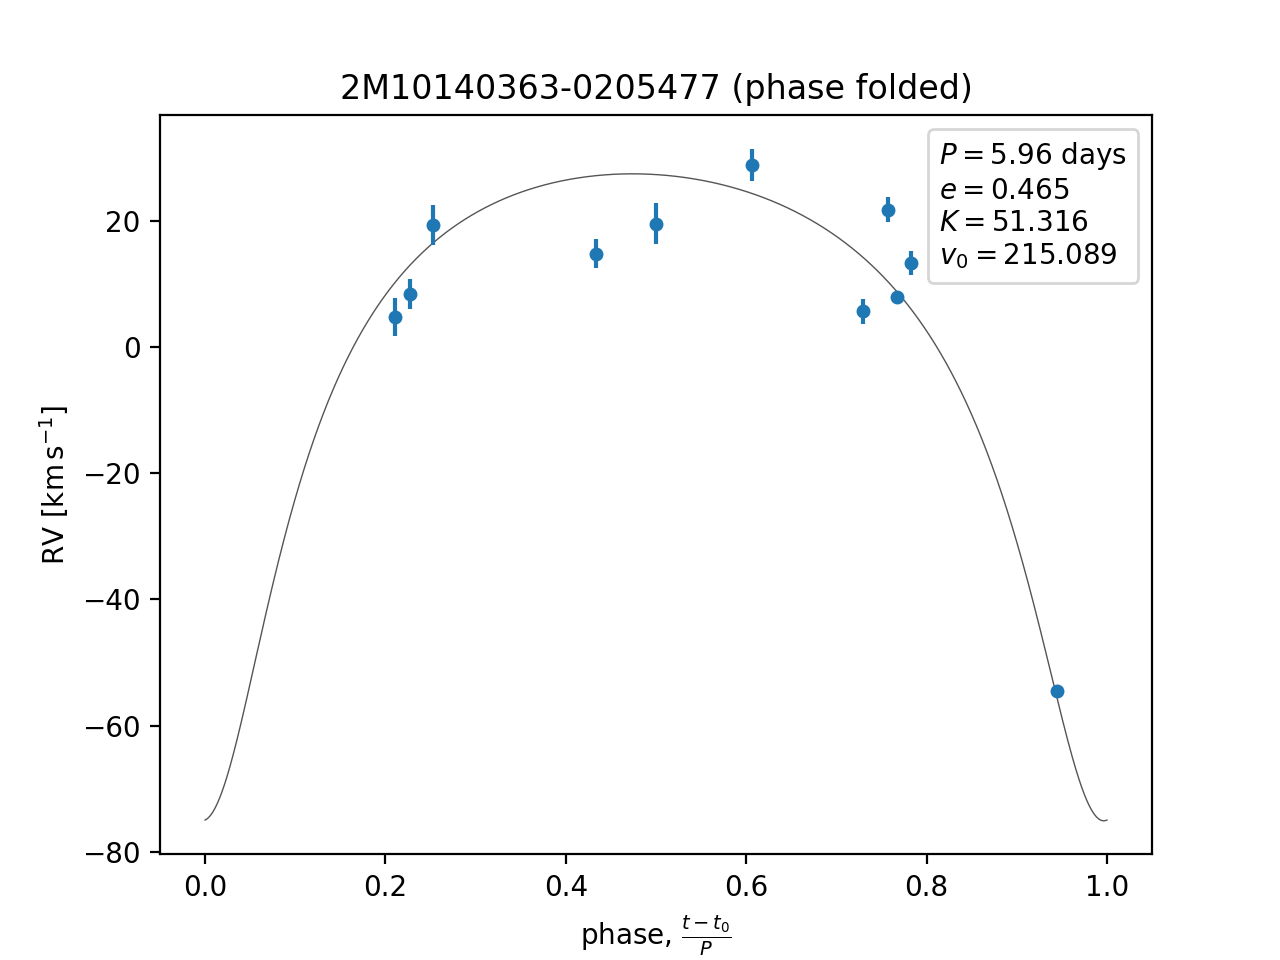 2M10140363-0205477 (phase folded)
P = 5.96 days
e = 0.465
K = 51.316
v₀ = 215.089
20
0
−20
−40
−60
−80
RV [km s⁻¹]
0.0 0.2 0.4 0.6 0.8 1.0
phase, (t − t₀)/P